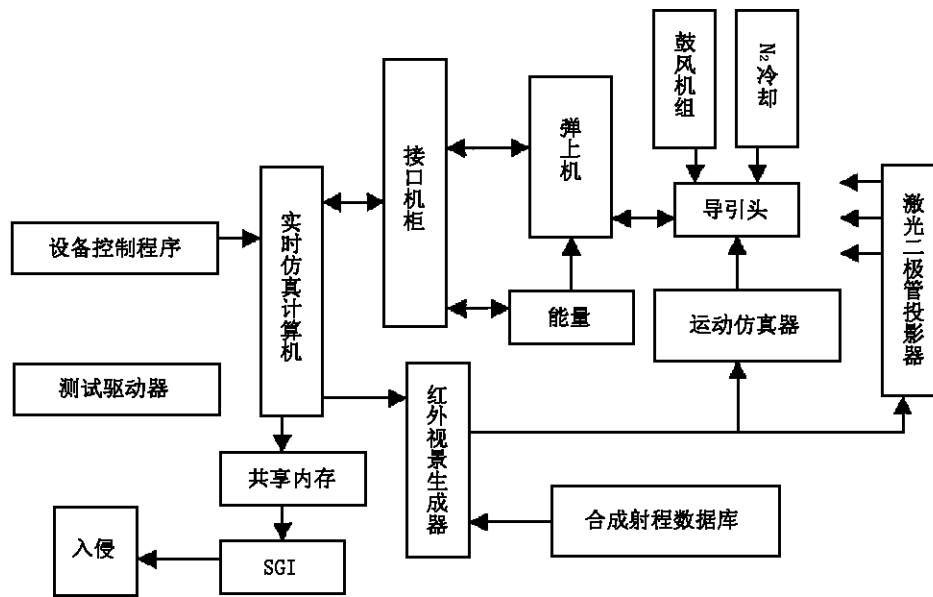 鼓风机组
N₂冷却
弹上机
接口机柜
导引头
激光二极管投影器
实时仿真计算机
设备控制程序
能量
运动仿真器
测试驱动器
红外视景生成器
共享内存
合成射程数据库
入侵
SGI